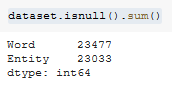 dataset.isnull().sum()
Word      23477
Entity    23033
dtype: int64